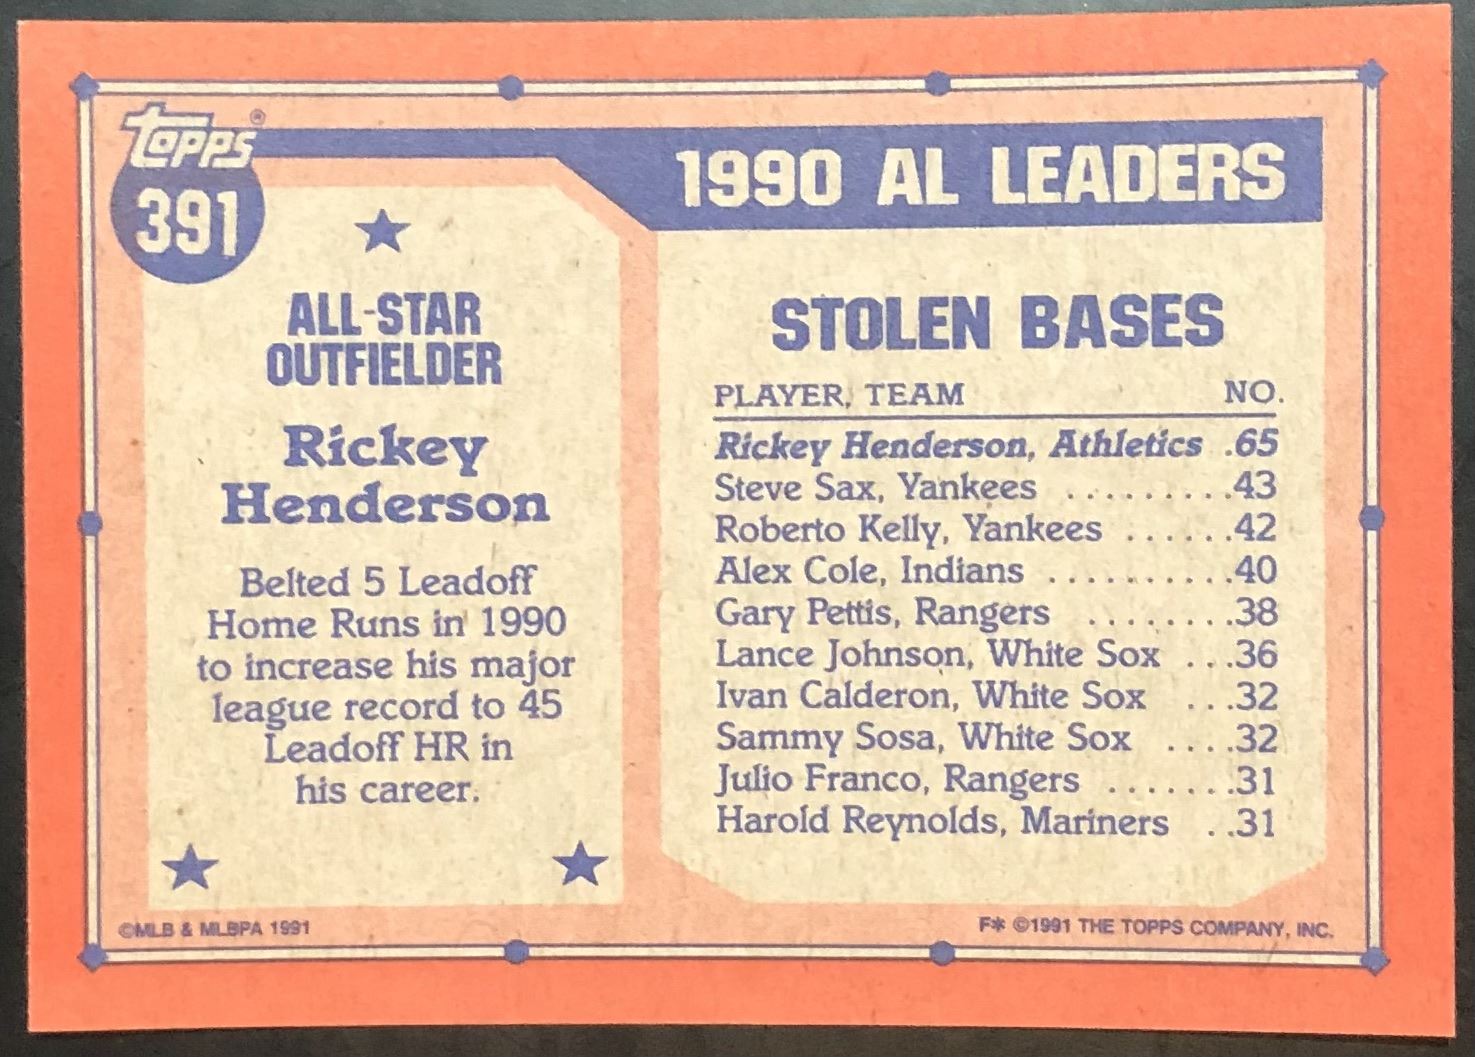 Topps®
391
ALL-STAR
OUTFIELDER
Rickey
Henderson
Belted 5 Leadoff
Home Runs in 1990
to increase his major
league record to 45
Leadoff HR in
his career.
©MLB & MLBPA 1991
1990 AL LEADERS
STOLEN BASES
PLAYER, TEAM NO.
Rickey Henderson, Athletics .65
Steve Sax, Yankees .........43
Roberto Kelly, Yankees ......42
Alex Cole, Indians ..........40
Gary Pettis, Rangers ........38
Lance Johnson, White Sox ...36
Ivan Calderon, White Sox ...32
Sammy Sosa, White Sox ....32
Julio Franco, Rangers .......31
Harold Reynolds, Mariners ..31
F* ©1991 THE TOPPS COMPANY, INC.